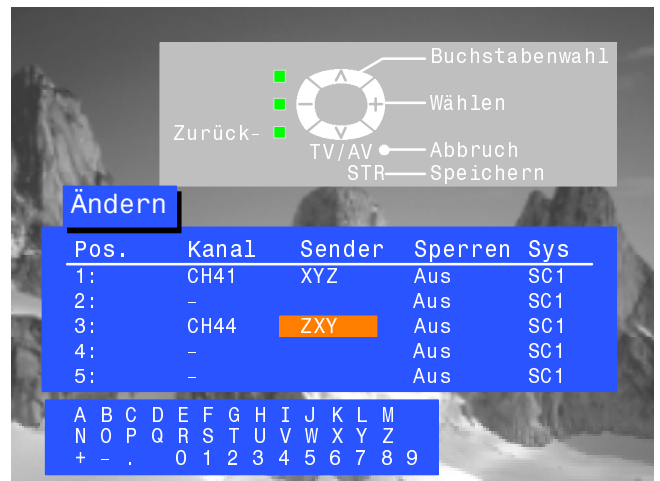 Buchstabenwahl
Wählen
Zurück-
TV/AV Abbruch
STR Speichern
Ändern
Pos. Kanal Sender Sperren Sys
1: CH41 XYZ Aus SC1
2: - Aus SC1
3: CH44 ZXY Aus SC1
4: - Aus SC1
5: - Aus SC1
A B C D E F G H I J K L M
N O P Q R S T U V W X Y Z
+ - . 0 1 2 3 4 5 6 7 8 9